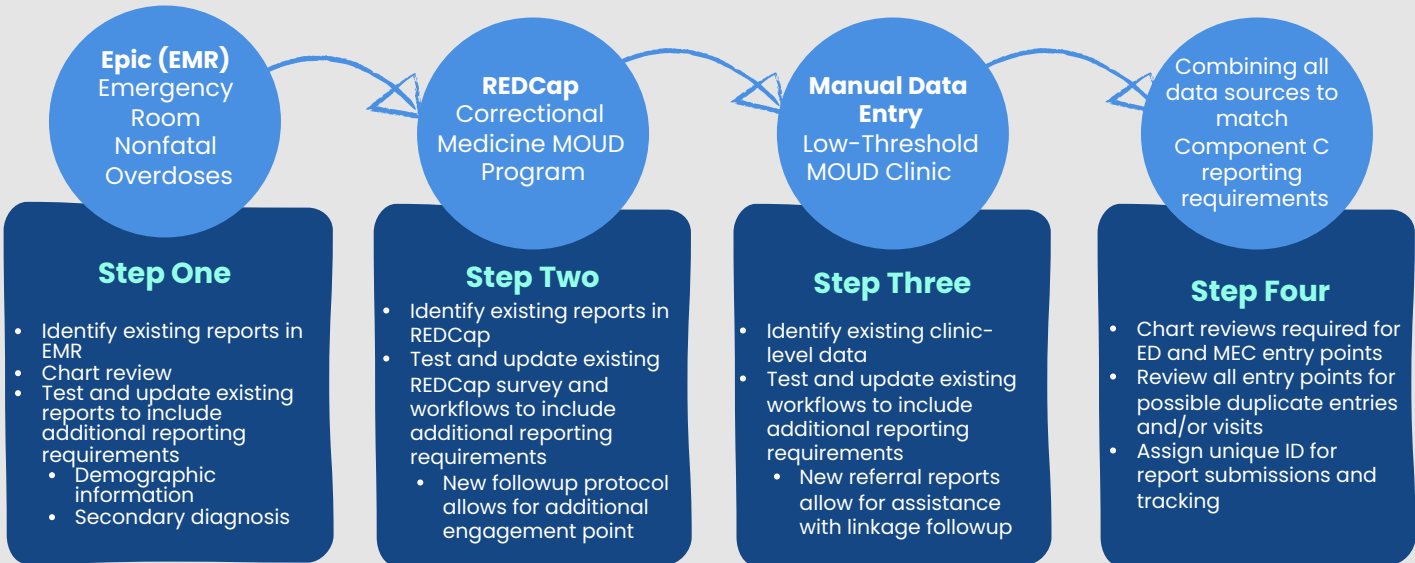 Epic (EMR)
Emergency
Room
Nonfatal
Overdoses
Step One
• Identify existing reports in
EMR
• Chart review
• Test and update existing
reports to include
additional reporting
requirements
• Demographic
information
• Secondary diagnosis
REDCap
Correctional
Medicine MOUD
Program
Step Two
• Identify existing reports in
REDCap
• Test and update existing
REDCap survey and
workflows to include
additional reporting
requirements
• New followup protocol
allows for additional
engagement point
Manual Data
Entry
Low-Threshold
MOUD Clinic
Step Three
• Identify existing clinic-
level data
• Test and update existing
workflows to include
additional reporting
requirements
• New referral reports
allow for assistance
with linkage followup
Combining all
data sources to
match
Component C
reporting
requirements
Step Four
• Chart reviews required for
ED and MEC entry points
• Review all entry points for
possible duplicate entries
and/or visits
• Assign unique ID for
report submissions and
tracking